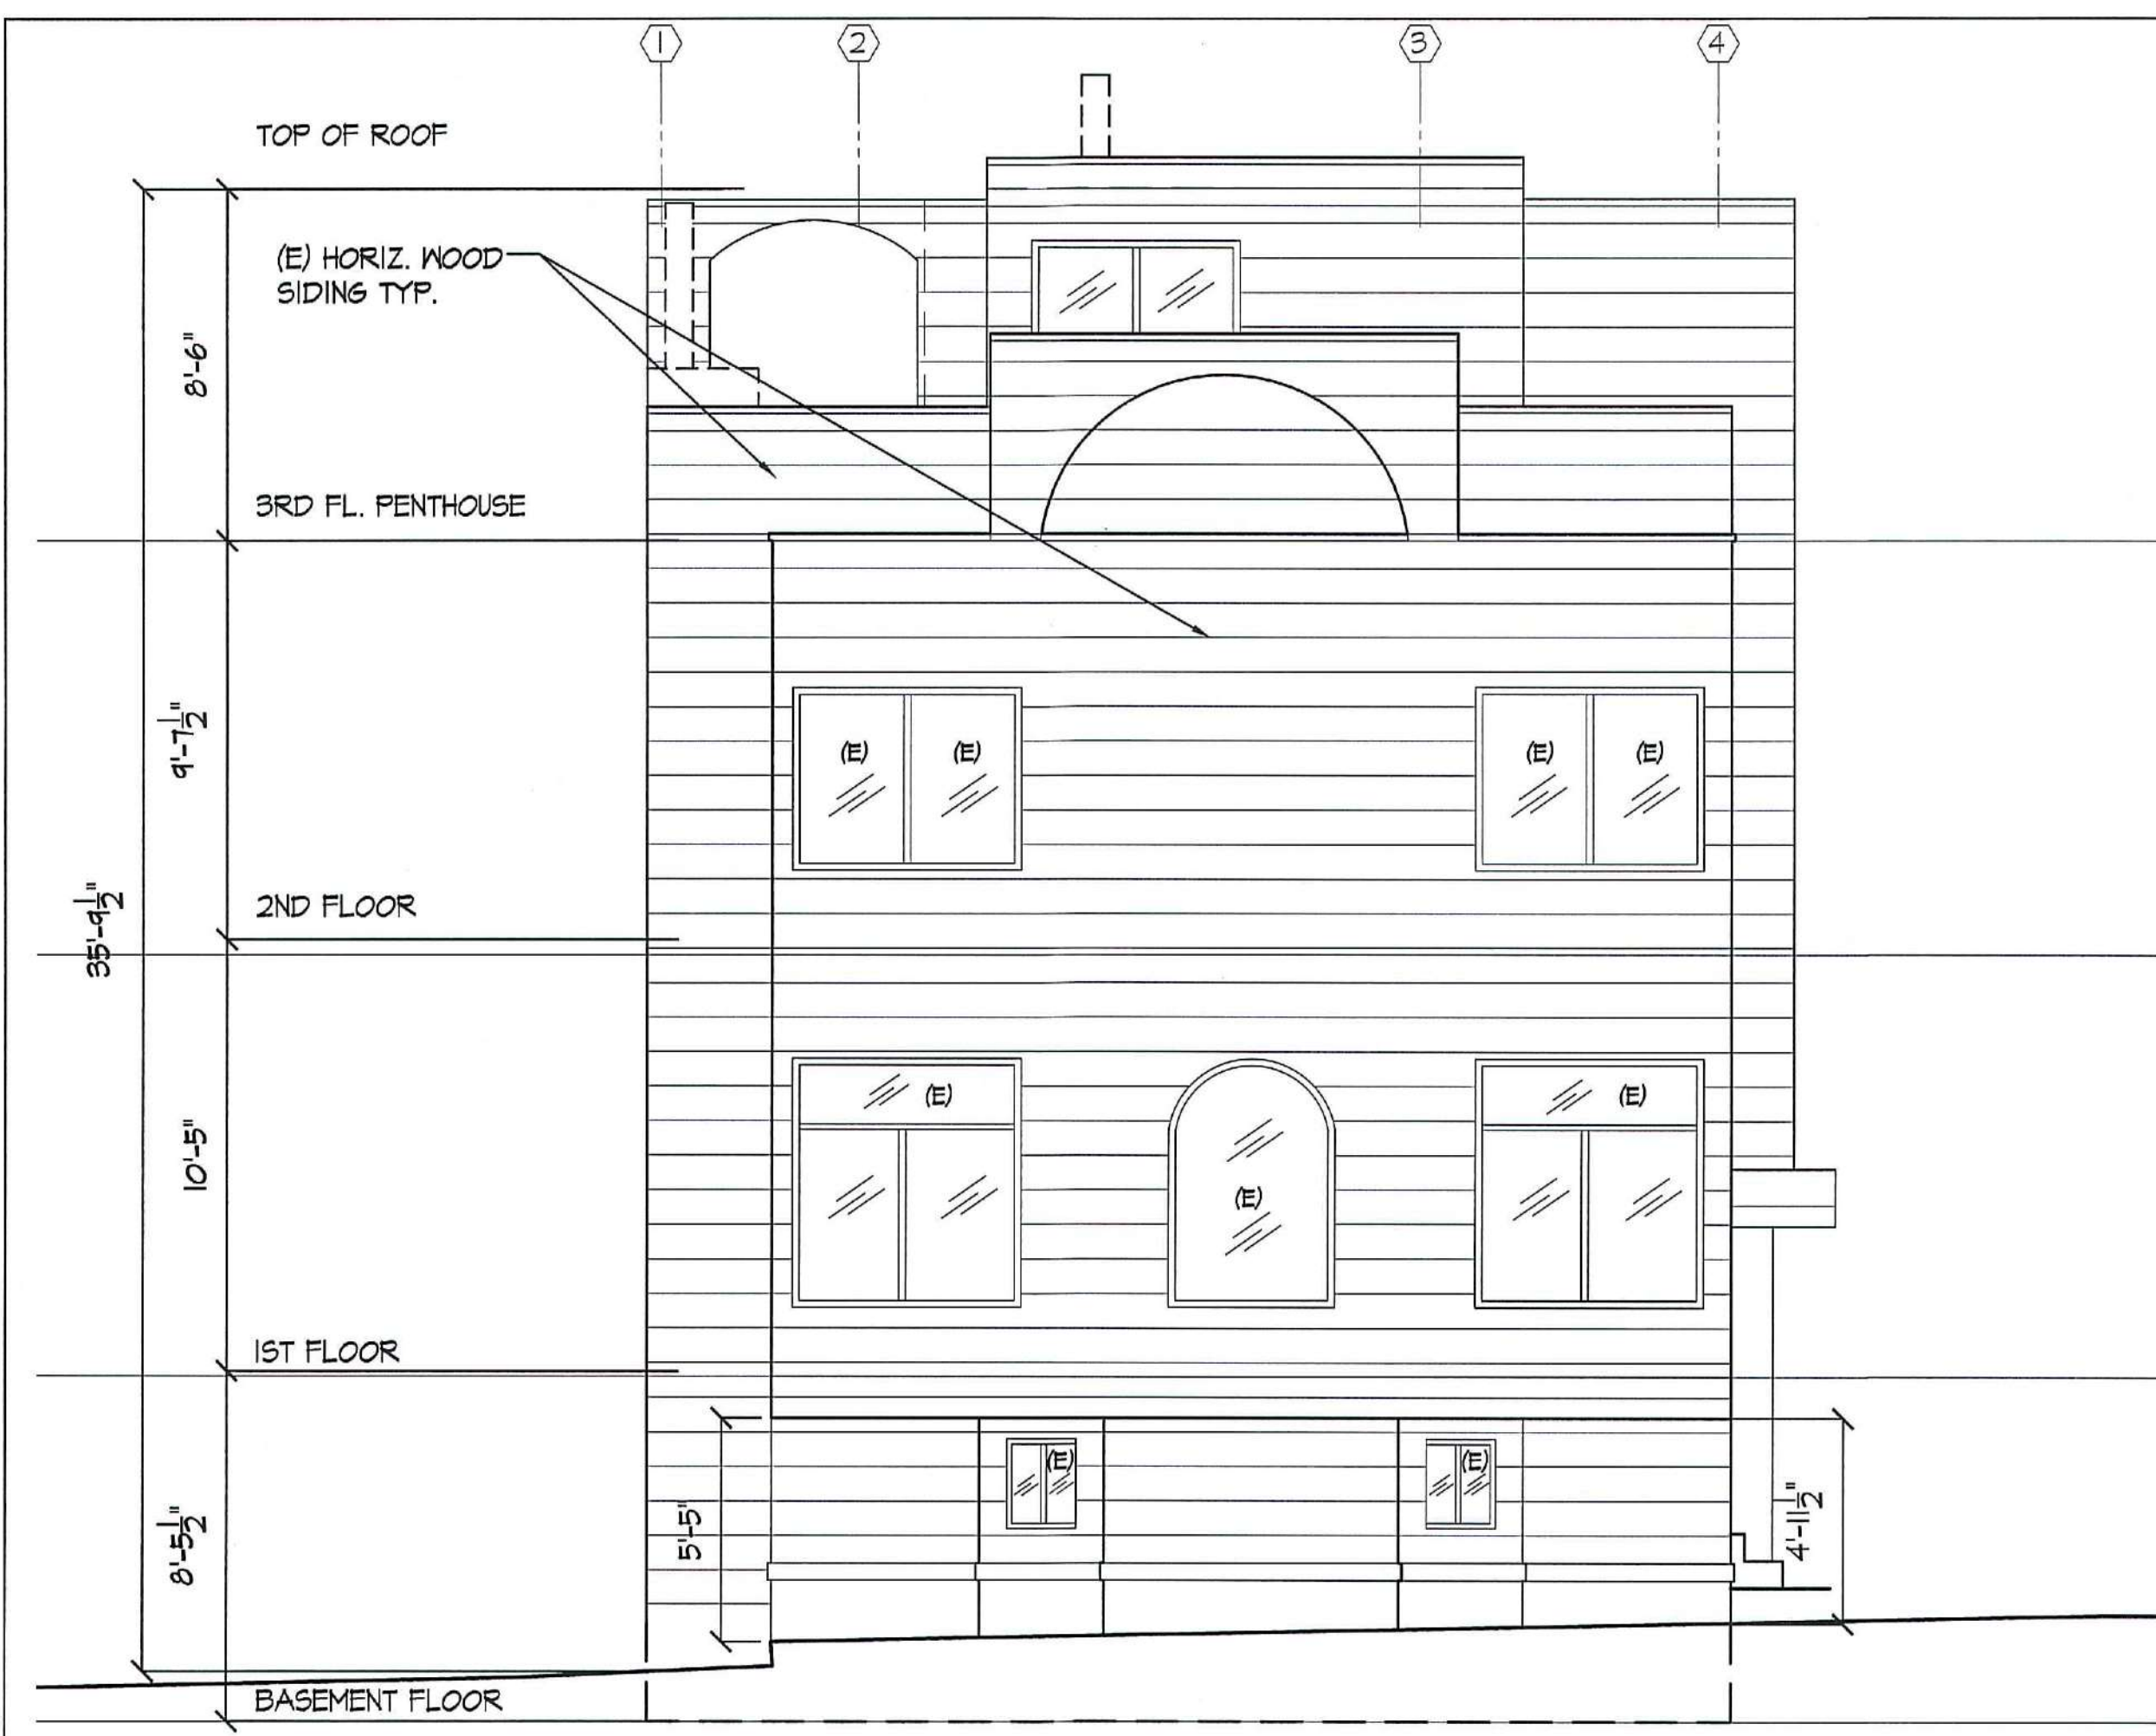 1 2 3 4
TOP OF ROOF
(E) HORIZ. WOOD
SIDING TYP.
8'-6"
3RD FL. PENTHOUSE
9'-7 1/2"
(E) (E) (E) (E)
2ND FLOOR
35'-9 1/2"
(E) (E)
10'-5"
(E)
1ST FLOOR
(E) (E)
8'-5 1/2"
5'-5"
4'-11 1/2"
BASEMENT FLOOR